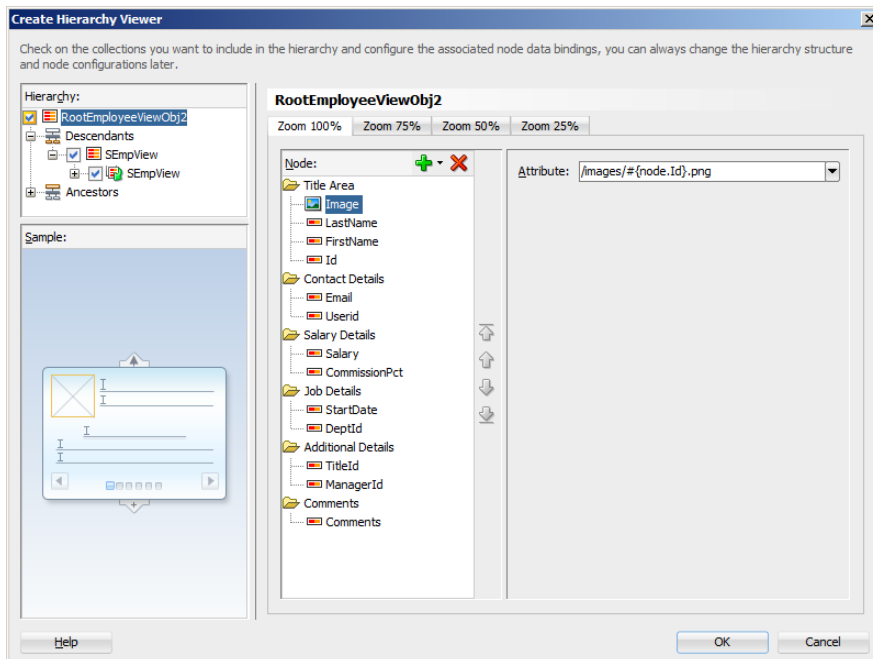 Create Hierarchy Viewer
Check on the collections you want to include in the hierarchy and configure the associated node data bindings, you can always change the hierarchy structure
and node configurations later.
Hierarghy:
RootEmployeeViewObj2
Descendants
SEmpView
SEmpView
Ancestors
Sample:
RootEmployeeViewObj2
Zoom 100% Zoom 75% Zoom 50% Zoom 25%
Node:
Title Area
Image
LastName
FirstName
Id
Contact Details
Email
Userid
Salary Details
Salary
CommissionPct
Job Details
StartDate
DeptId
Additional Details
TitleId
ManagerId
Comments
Comments
Attribute: /images/#{node.Id}.png
Help OK Cancel